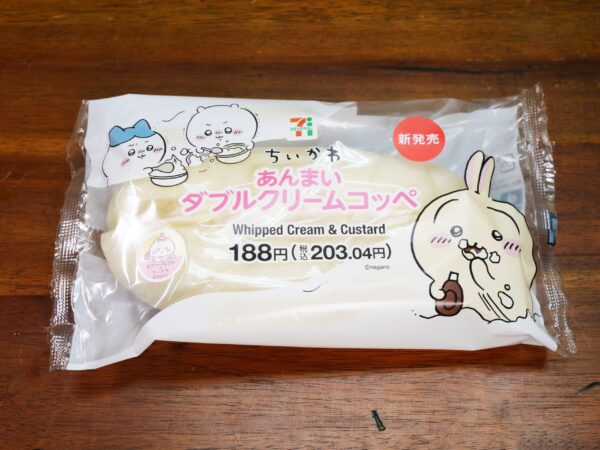 7
ELEVEN
新発売
ちいかわ
あんまい
ダブルクリームコッペ
Whipped Cream & Custard
188円(税込203.04円)
©nagano